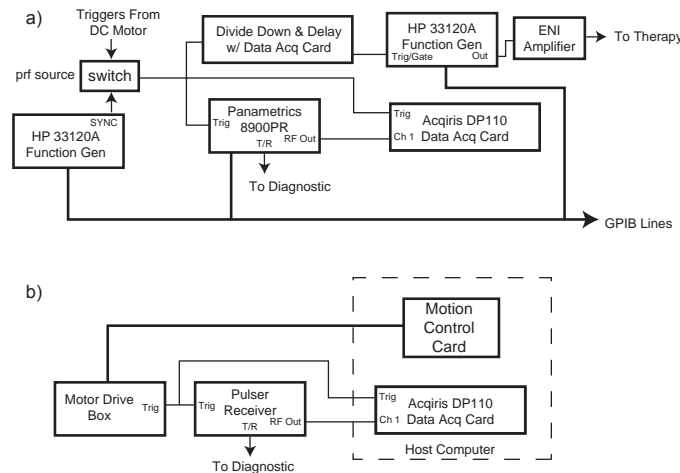 a)
Triggers From
DC Motor
prf source
switch
SYNC
HP 33120A
Function Gen
Divide Down & Delay
w/ Data Acq Card
HP 33120A
Function Gen
Trig/Gate
Out
ENI
Amplifier
To Therapy
Panametrics
8900PR
Trig
RF Out
T/R
To Diagnostic
Trig
Ch 1
Acqiris DP110
Data Acq Card
GPIB Lines
b)
Motion
Control
Card
Motor Drive
Box
Trig
Pulser
Receiver
Trig
RF Out
T/R
To Diagnostic
Trig
Ch 1
Acqiris DP110
Data Acq Card
Host Computer